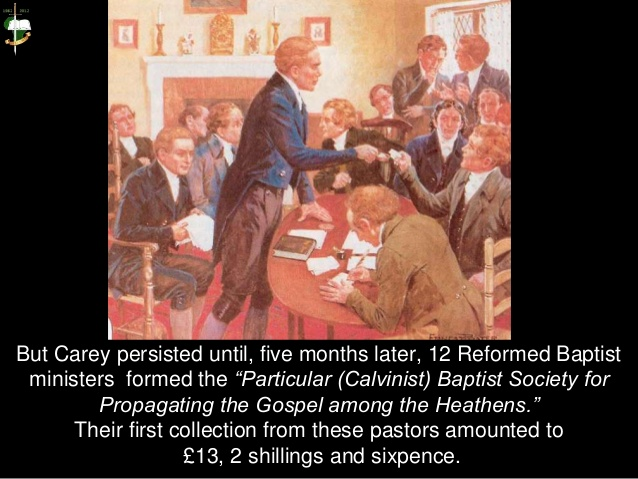 But Carey persisted until, five months later, 12 Reformed Baptist
ministers formed the “Particular (Calvinist) Baptist Society for
Propagating the Gospel among the Heathens.”
Their first collection from these pastors amounted to
£13, 2 shillings and sixpence.